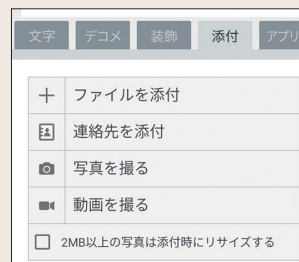 文字 デコメ 装飾 添付 アプリ
ファイルを添付
連絡先を添付
写真を撮る
動画を撮る
2MB以上の写真は添付時にリサイズする